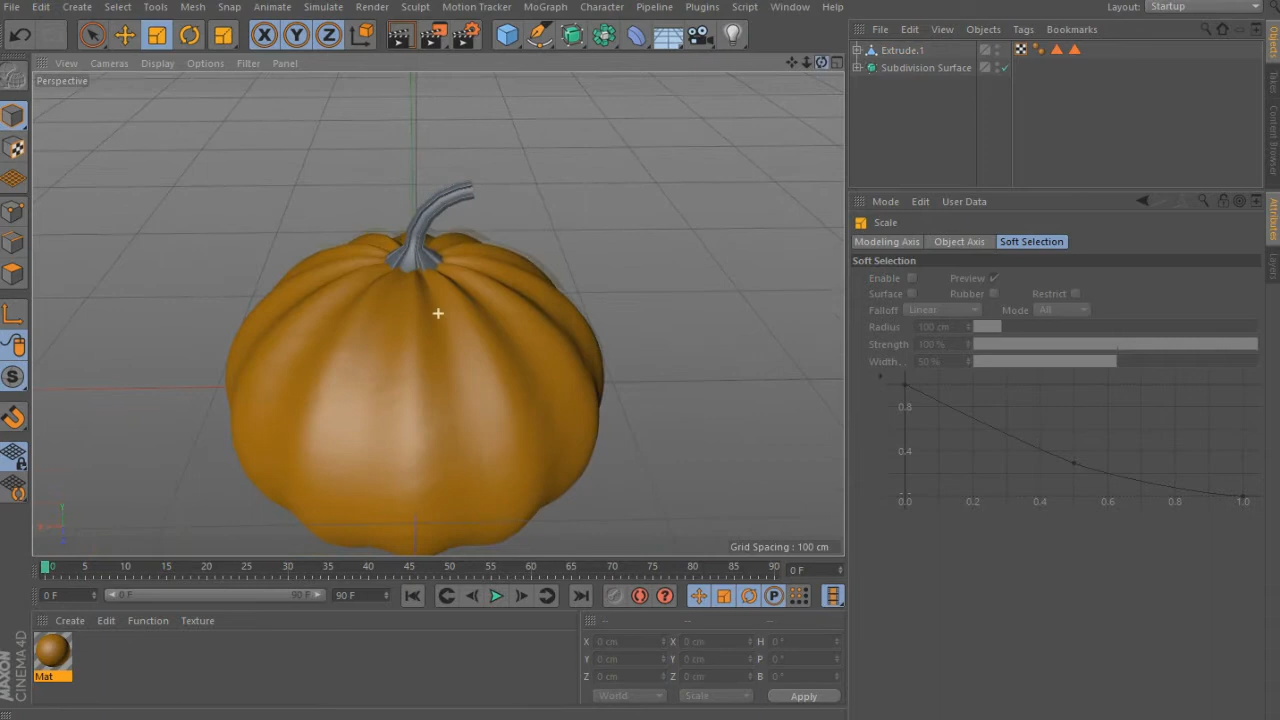 File Edit Create Select Tools Mesh Snap Animate Simulate Render Sculpt Motion Tracker MoGraph Character Pipeline Plugins Script Window Help
Layout: Startup
X Y Z
File Edit View Objects Tags Bookmarks
View Cameras Display Options Filter Panel
Perspective
Extrude.1
Subdivision Surface
Objects
Takes
Content Browser
Mode Edit User Data
Scale
Modeling Axis Object Axis Soft Selection
Soft Selection
Enable Preview
Surface Rubber Restrict
Falloff Linear Mode All
Radius 100 cm
Strength 100 %
Width . . 50 %
0.8
0.4
0.0 0.2 0.4 0.6 0.8 1.0
Attributes
Layers
S
Y
X
Z
Grid Spacing : 100 cm
0 5 10 15 20 25 30 35 40 45 50 55 60 65 70 75 80 85 90
0 F
0 F 0 F 90 F 90 F
P
Create Edit Function Texture
Mat
-- -- --
X 0 cm X 0 cm H 0 °
Y 0 cm Y 0 cm P 0 °
Z 0 cm Z 0 cm B 0 °
World Scale Apply
MAXON
CINEMA 4D